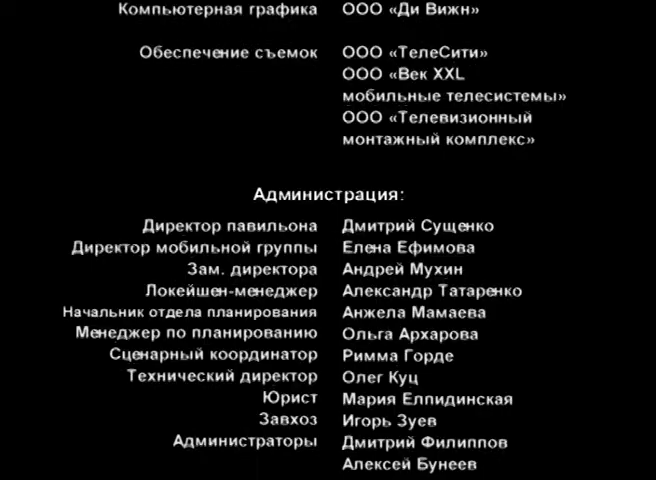 Компьютерная графика ООО «Ди Вижн»
Обеспечение съемок ООО «ТелеСити»
ООО «Век XXL
мобильные телесистемы»
ООО «Телевизионный
монтажный комплекс»
Администрация:
Директор павильона Дмитрий Сущенко
Директор мобильной группы Елена Ефимова
Зам. директора Андрей Мухин
Локейшен-менеджер Александр Татаренко
Начальник отдела планирования Анжела Мамаева
Менеджер по планированию Ольга Архарова
Сценарный координатор Римма Горде
Технический директор Олег Куц
Юрист Мария Елпидинская
Завхоз Игорь Зуев
Администраторы Дмитрий Филиппов
Алексей Бунеев